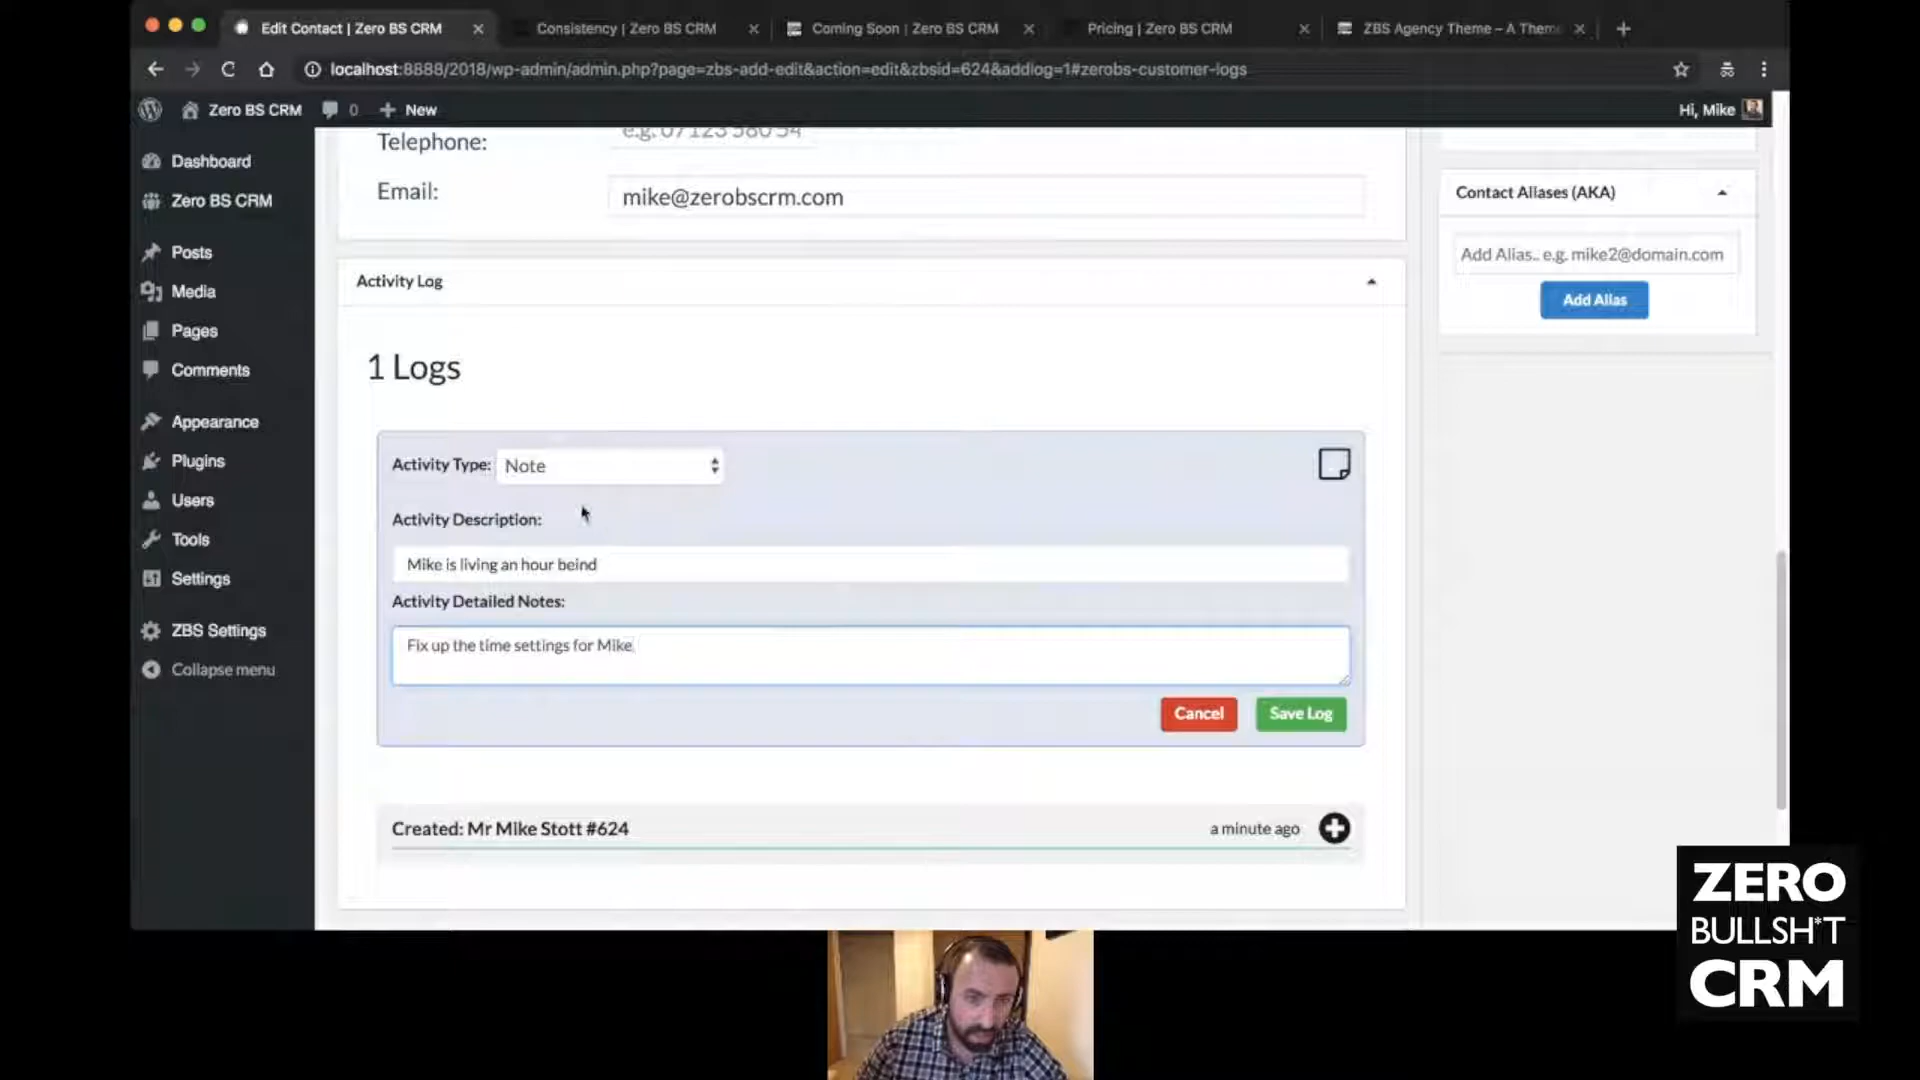 Edit Contact | Zero BS CRM
Consistency | Zero BS CRM
Coming Soon | Zero BS CRM
Pricing | Zero BS CRM
ZBS Agency Theme – A Theme
localhost:8888/2018/wp-admin/admin.php?page=zbs-add-edit&action=edit&zbsid=624&addlog=1#zerobs-customer-logs
Zero BS CRM 0 New
Hi, Mike
Dashboard
Zero BS CRM
Posts
Media
Pages
Comments
Appearance
Plugins
Users
Tools
Settings
ZBS Settings
Collapse menu
Telephone: e.g. 07123 580 54
Email: mike@zerobscrm.com
Activity Log
1 Logs
Activity Type: Note
Activity Description:
Mike is living an hour beind
Activity Detailed Notes:
Fix up the time settings for Mike
Cancel
Save Log
Created: Mr Mike Stott #624
a minute ago
Contact Aliases (AKA)
Add Alias.. e.g. mike2@domain.com
Add Alias
ZERO
BULLSH*T
CRM